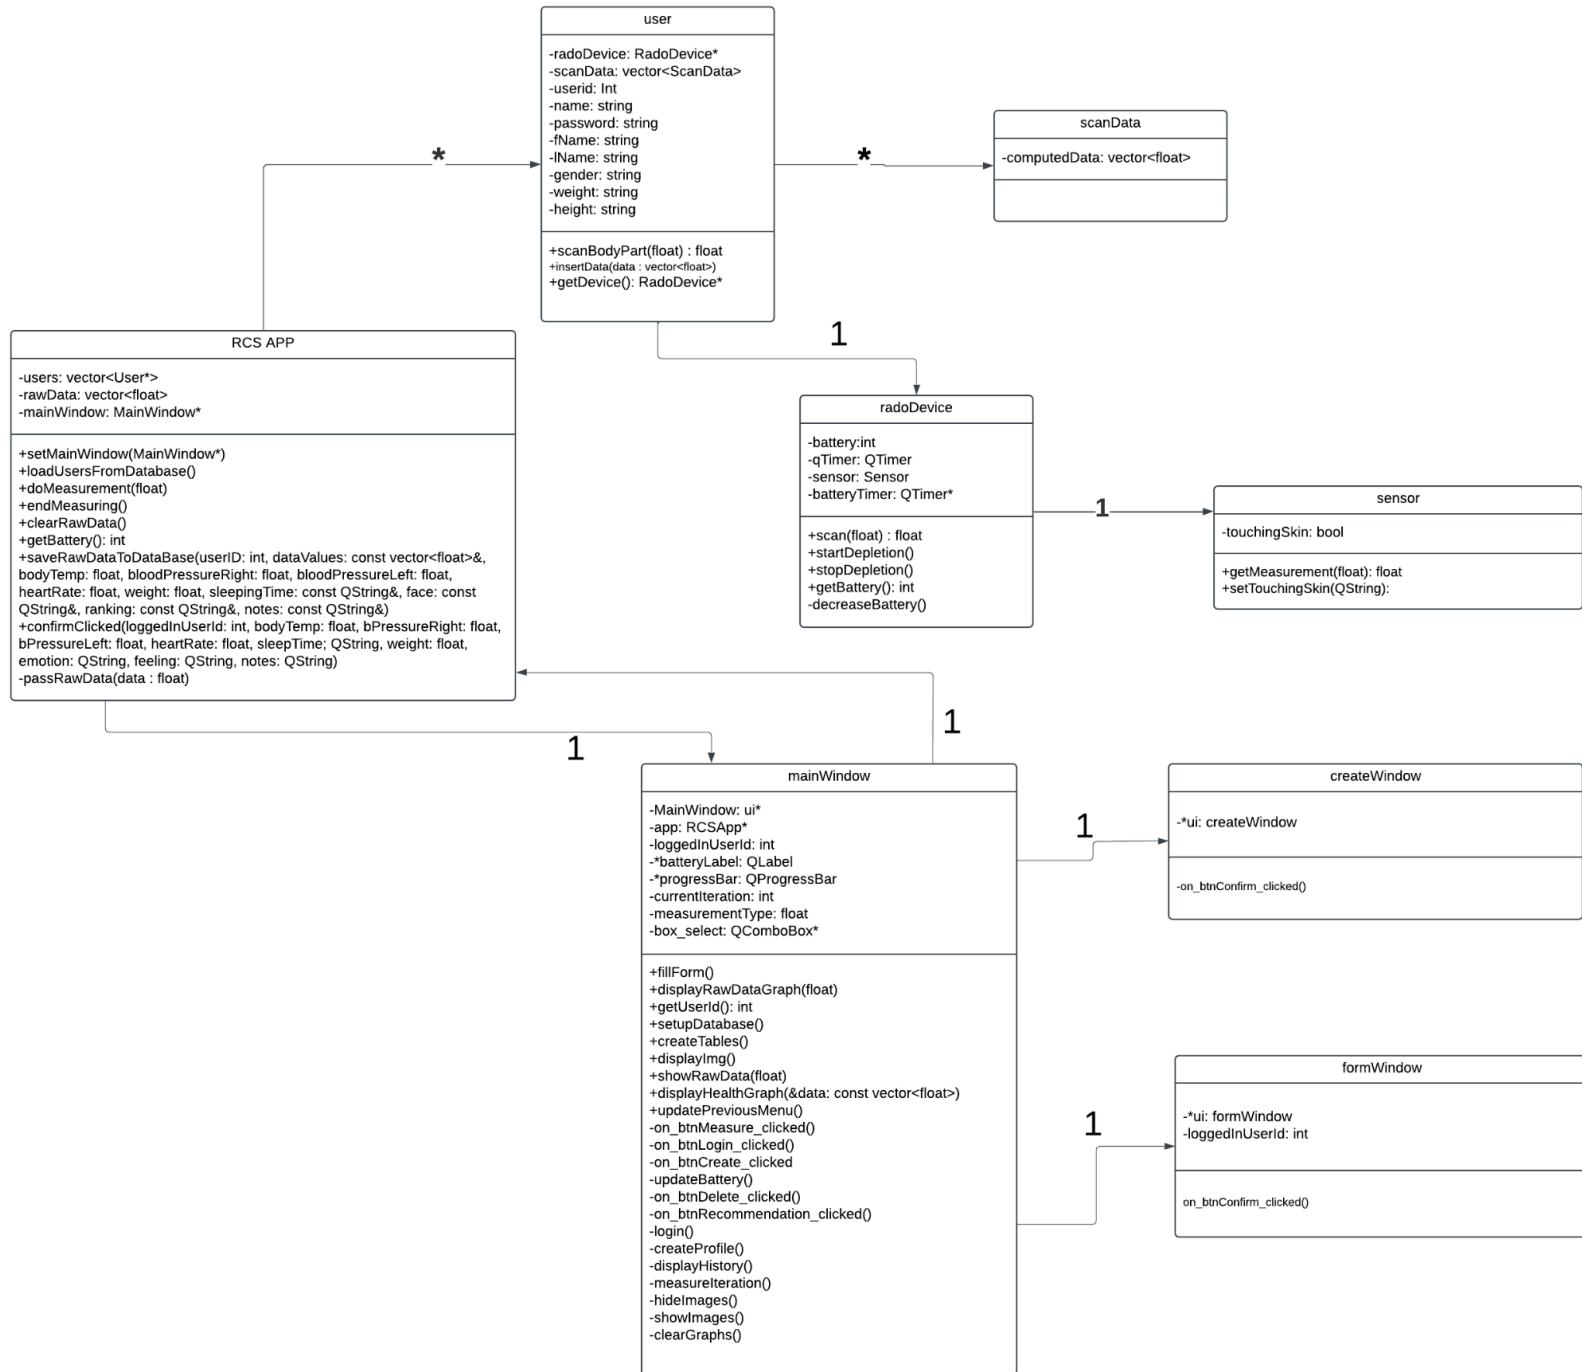 user
-radoDevice: RadoDevice*
-scanData: vector<ScanData>
-userid: Int
-name: string
-password: string
-fName: string
-lName: string
-gender: string
-weight: string
-height: string
+scanBodyPart(float) : float
+insertData(data : vector<float>)
+getDevice(): RadoDevice*
*
*
scanData
-computedData: vector<float>
1
RCS APP
-users: vector<User*>
-rawData: vector<float>
-mainWindow: MainWindow*
+setMainWindow(MainWindow*)
+loadUsersFromDatabase()
+doMeasurement(float)
+endMeasuring()
+clearRawData()
+getBattery(): int
+saveRawDataToDataBase(userID: int, dataValues: const vector<float>&,
bodyTemp: float, bloodPressureRight: float, bloodPressureLeft: float,
heartRate: float, weight: float, sleepingTime: const QString&, face: const
QString&, ranking: const QString&, notes: const QString&)
+confirmClicked(loggedInUserId: int, bodyTemp: float, bPressureRight: float,
bPressureLeft: float, heartRate: float, sleepTime; QString, weight: float,
emotion: QString, feeling: QString, notes: QString)
-passRawData(data : float)
radoDevice
-battery:int
-qTimer: QTimer
-sensor: Sensor
-batteryTimer: QTimer*
+scan(float) : float
+startDepletion()
+stopDepletion()
+getBattery(): int
-decreaseBattery()
1
sensor
-touchingSkin: bool
+getMeasurement(float): float
+setTouchingSkin(QString):
1
1
mainWindow
-MainWindow: ui*
-app: RCSApp*
-loggedInUserId: int
-*batteryLabel: QLabel
-*progressBar: QProgressBar
-currentIteration: int
-measurementType: float
-box_select: QComboBox*
+fillForm()
+displayRawDataGraph(float)
+getUserId(): int
+setupDatabase()
+createTables()
+displayImg()
+showRawData(float)
+displayHealthGraph(&data: const vector<float>)
+updatePreviousMenu()
-on_btnMeasure_clicked()
-on_btnLogin_clicked()
-on_btnCreate_clicked
-updateBattery()
-on_btnDelete_clicked()
-on_btnRecommendation_clicked()
-login()
-createProfile()
-displayHistory()
-measureIteration()
-hideImages()
-showImages()
-clearGraphs()
1
createWindow
-*ui: createWindow
-on_btnConfirm_clicked()
1
formWindow
-*ui: formWindow
-loggedInUserId: int
on_btnConfirm_clicked()